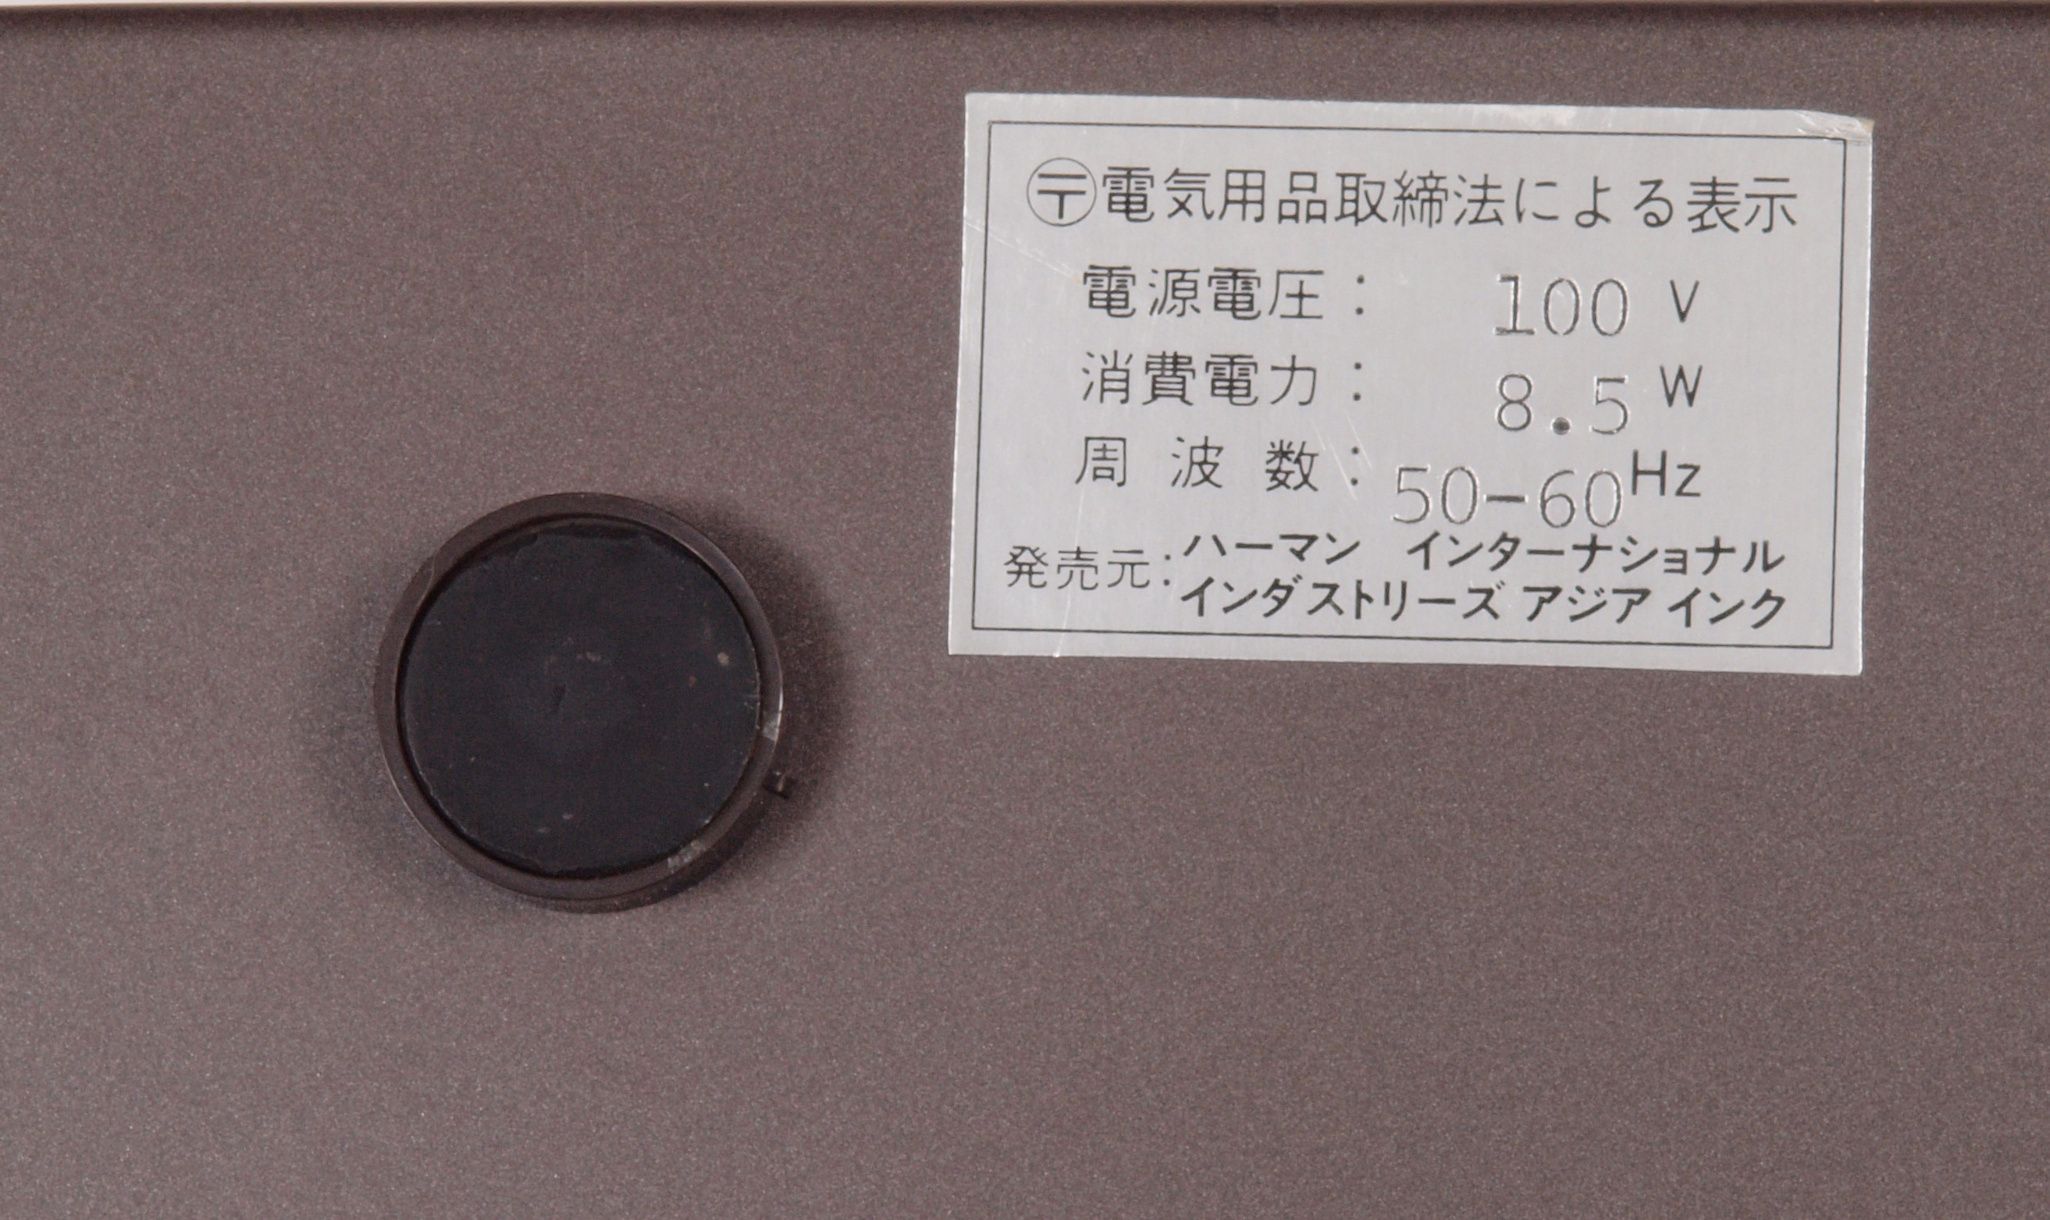 〶電気用品取締法による表示
電源電圧： 100 V
消費電力： 8.5 W
周波数： 50-60 Hz
発売元：ハーマン インターナショナル
インダストリーズ アジア インク